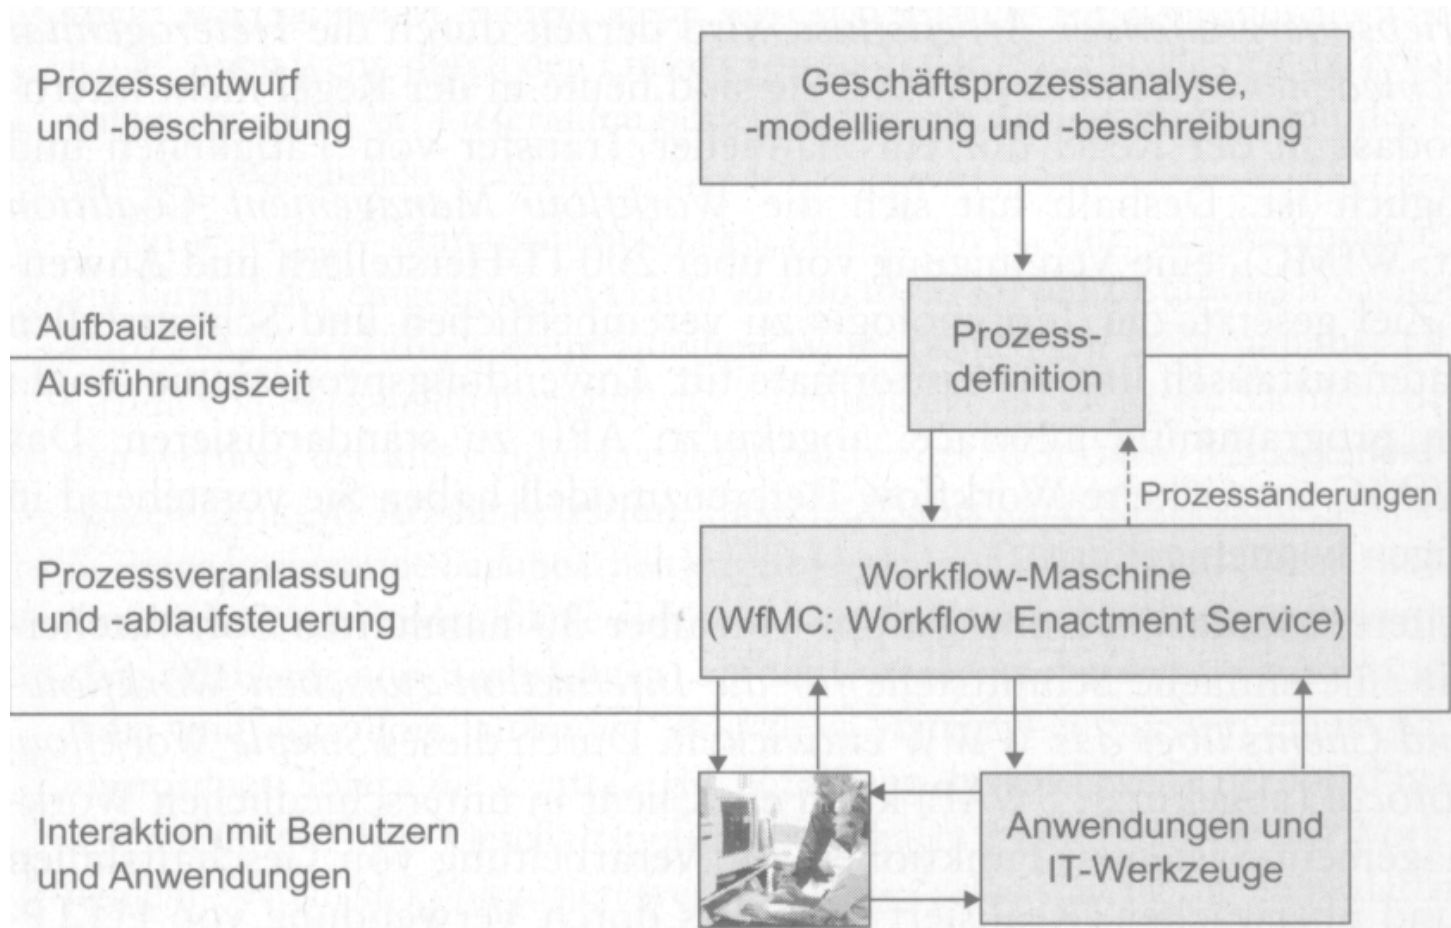 Prozessentwurf
und -beschreibung
Geschäftsprozessanalyse,
-modellierung und -beschreibung
Aufbauzeit
Prozess-
definition
Ausführungszeit
Prozessänderungen
Prozessveranlassung
und-ablaufsteuerung
Workflow-Maschine
(WfMC: Workflow Enactment Service)
Interaktion mit Benutzern
und Anwendungen
Anwendungen und
IT-Werkzeuge